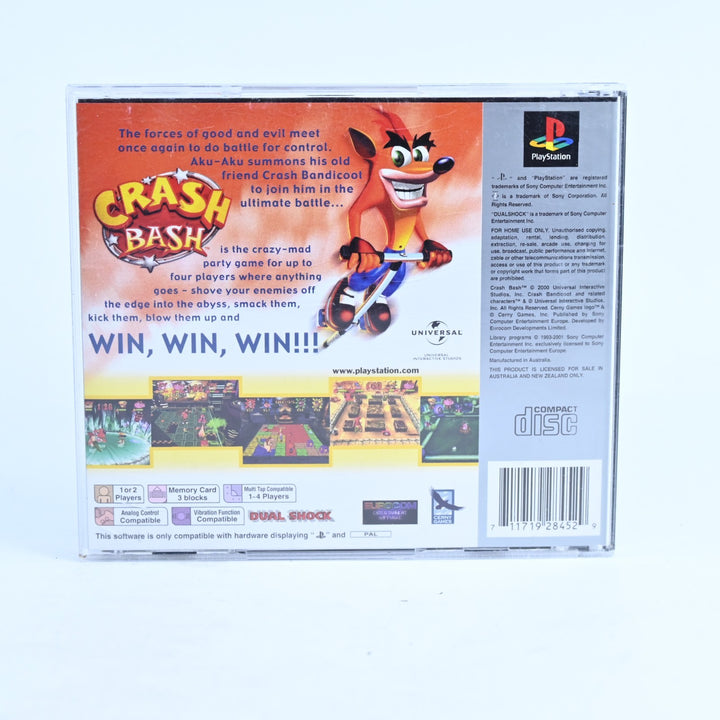 The forces of good and evil meet
once again to do battle for control.
Aku-Aku summons his old
friend Crash Bandicoot
to join him in the
ultimate battle...
CRASH
BASH
is the crazy-mad
party game for up to
four players where anything
goes - shove your enemies off
the edge into the abyss, smack them,
kick them, blow them up and
WIN, WIN, WIN!!!
UNIVERSAL
UNIVERSAL
INTERACTIVE STUDIOS
www.playstation.com
1 or 2
Players
Memory Card
3 blocks
Multi Tap Compatible
1-4 Players
Analog Control
Compatible
Vibration Function
Compatible
DUAL SHOCK
EUROCOM
ENTERTAINMENT
SOFTWARE
CERNY
GAMES
This software is only compatible with hardware displaying " " and PAL
PlayStation
" " and "PlayStation" are registered
trademarks of Sony Computer Entertainment Inc.
is a trademark of Sony Corporation. All
Rights Reserved.
"DUALSHOCK" is a trademark of Sony Computer
Entertainment Inc.
FOR HOME USE ONLY. Unauthorised copying,
adaptation, rental, lending, distribution,
extraction, re-sale, arcade use, charging for
use, broadcast, public performance and internet,
cable or other telecommunications transmission,
access or use of this product or any trademark
or copyright work that forms part of this product
are prohibited.
Crash Bash™ © 2000 Universal Interactive
Studios, Inc. Crash Bandicoot and related
characters™ & © Universal Interactive Studios,
Inc. All Rights Reserved. Cerny Games logo™ &
© Cerny Games, Inc. Published by Sony
Computer Entertainment Europe. Developed by
Eurocom Developments Limited.
Library programs © 1993-2001 Sony Computer
Entertainment Inc. exclusively licensed to Sony
Computer Entertainment Europe.
Manufactured in Australia.
THIS PRODUCT IS LICENSED FOR SALE IN
AUSTRALIA AND NEW ZEALAND ONLY.
COMPACT
disc
7 11719 28452 9